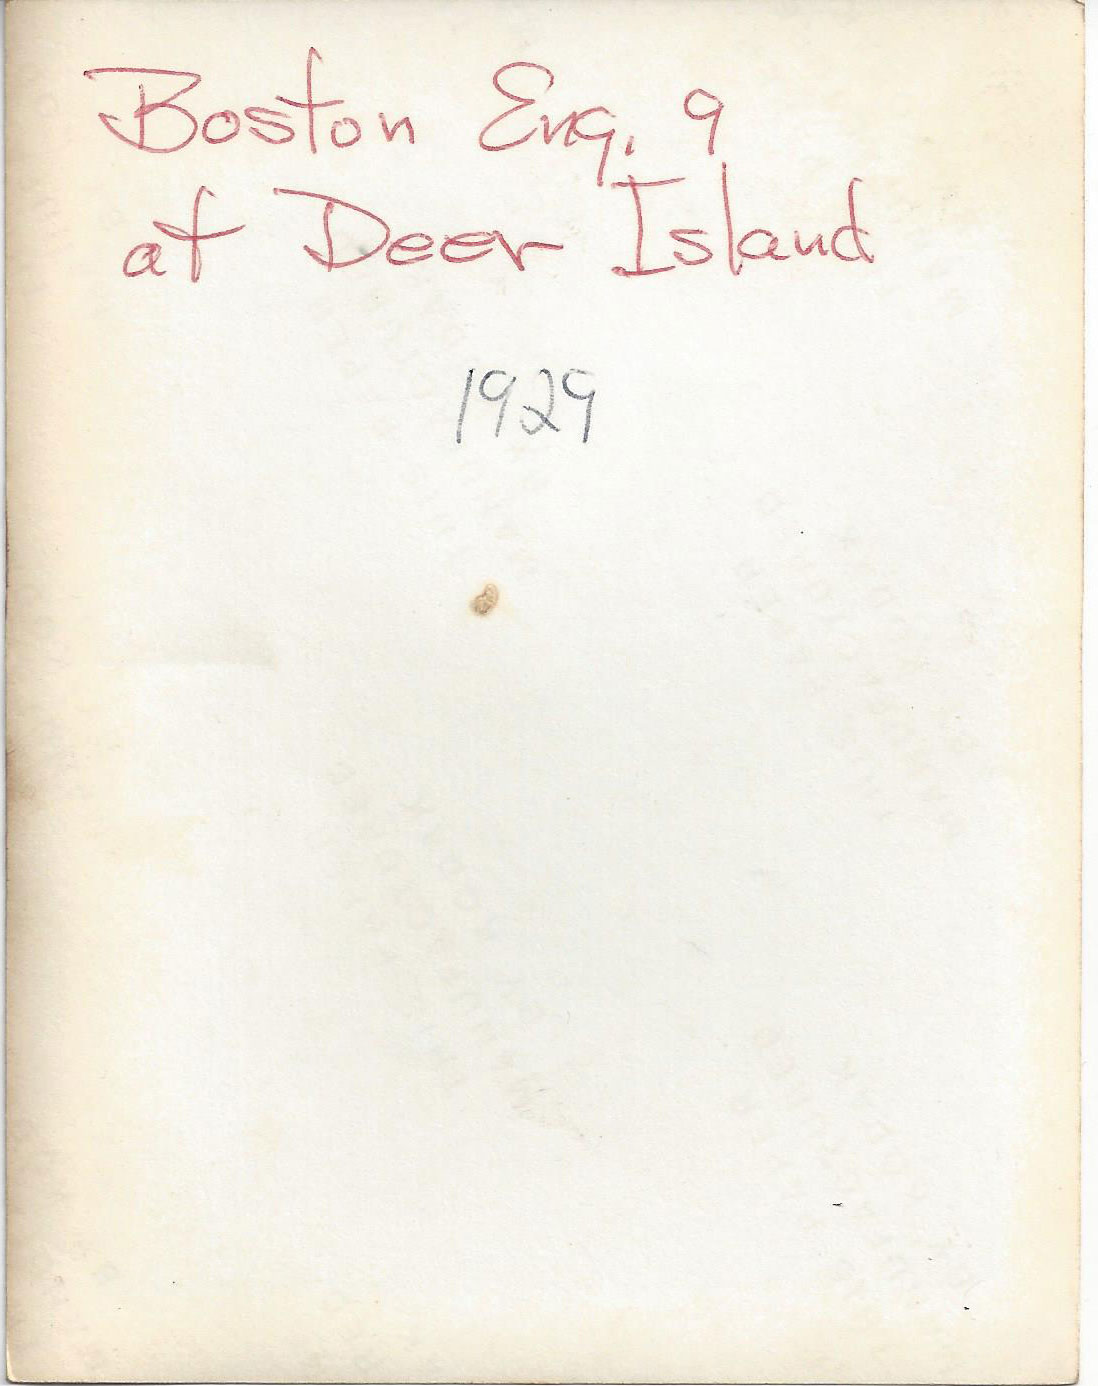 Boston Eng. 9
at Deer Island
1929